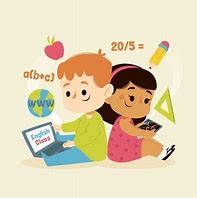 20/5 =
a(b+c)
www
English
Class